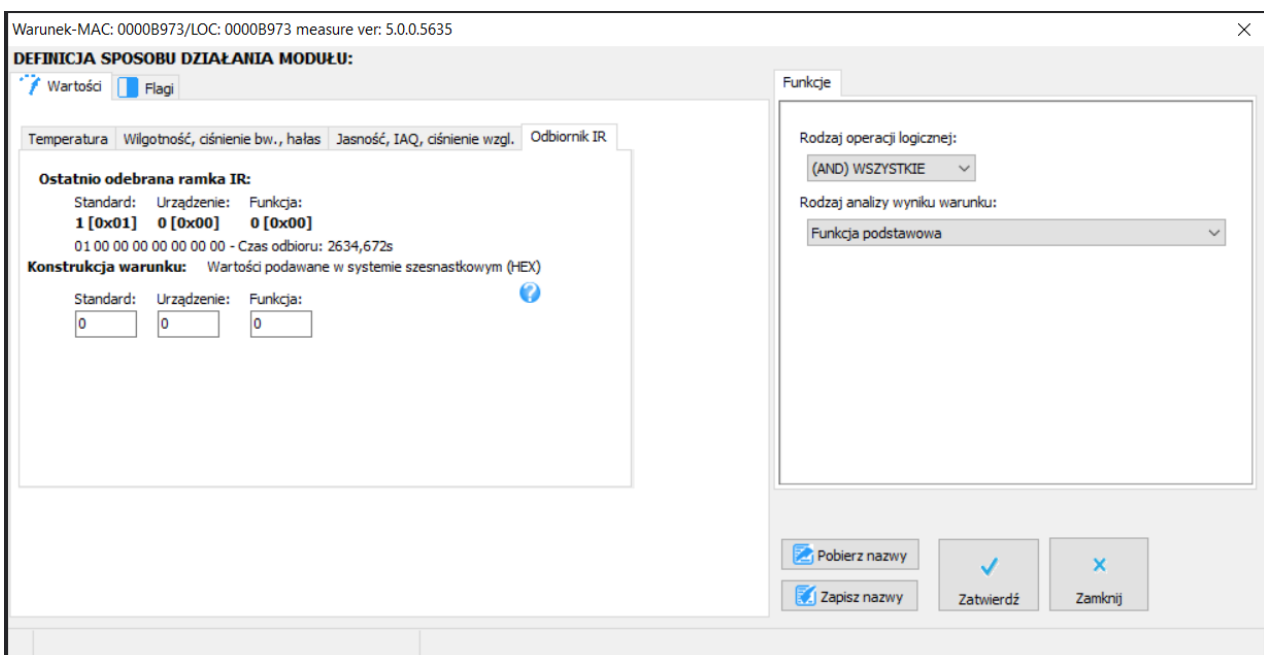 Warunek-MAC: 0000B973/LOC: 0000B973 measure ver: 5.0.0.5635
DEFINICJA SPOSOBU DZIAŁANIA MODUŁU:
Wartości Flagi
Temperatura Wilgotność, ciśnienie bw., hałas Jasność, IAQ, ciśnienie wzgl. Odbiornik IR
Ostatnio odebrana ramka IR:
Standard: Urządzenie: Funkcja:
1 [0x01] 0 [0x00] 0 [0x00]
01 00 00 00 00 00 00 00 - Czas odbioru: 2634,672s
Konstrukcja warunku: Wartości podawane w systemie szesnastkowym (HEX)
Standard: Urządzenie: Funkcja:
0 0 0
Funkcje
Rodzaj operacji logicznej:
(AND) WSZYSTKIE
Rodzaj analizy wyniku warunku:
Funkcja podstawowa
Pobierz nazwy
Zapisz nazwy
Zatwierdź
Zamknij